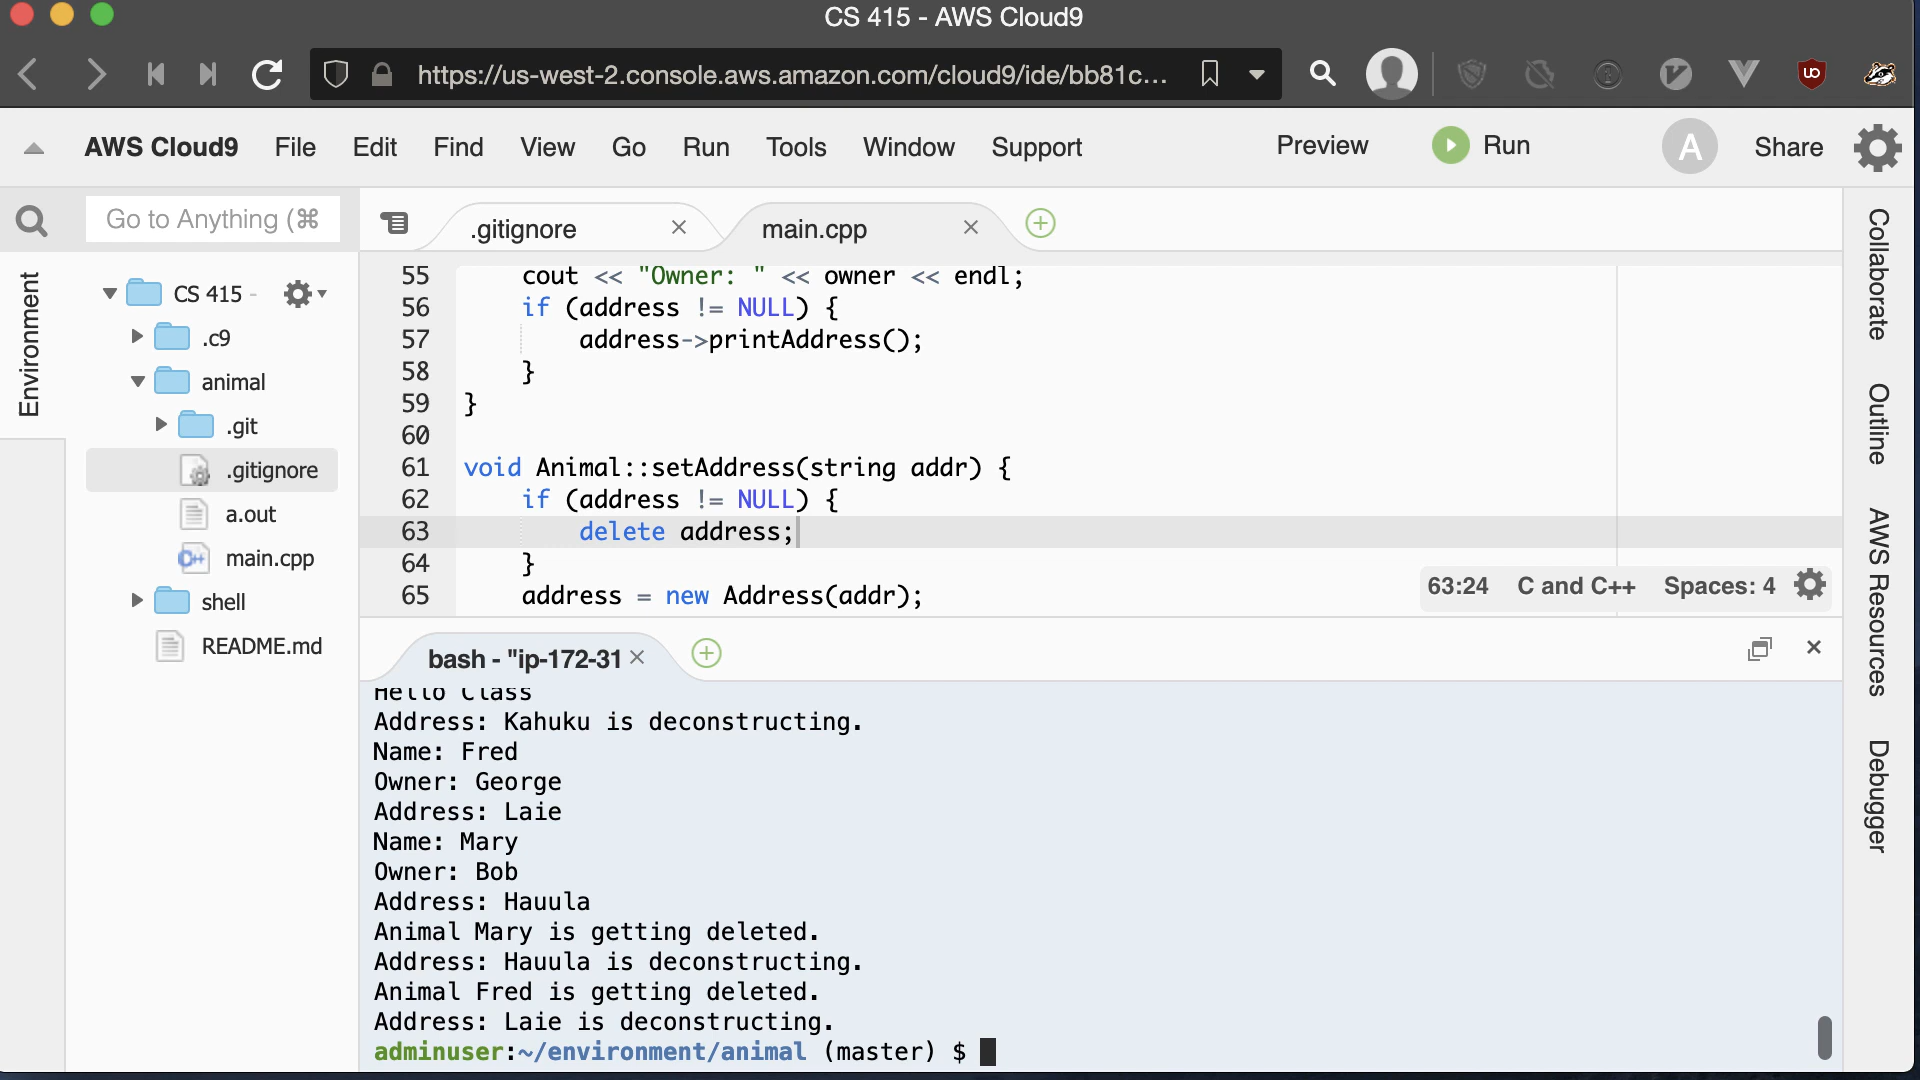 CS 415 - AWS Cloud9
https://us-west-2.console.aws.amazon.com/cloud9/ide/bb81c...
AWS Cloud9 File Edit Find View Go Run Tools Window Support Preview Run A Share
Go to Anything (⌘
.gitignore
main.cpp
Environment
CS 415 -
.c9
animal
.git
.gitignore
a.out
main.cpp
shell
README.md
55 cout << "Owner: " << owner << endl;
56 if (address != NULL) {
57 address->printAddress();
58 }
59 }
60
61 void Animal::setAddress(string addr) {
62 if (address != NULL) {
63 delete address;
64 }
65 address = new Address(addr);
63:24 C and C++ Spaces: 4
bash - "ip-172-31
Hello Class
Address: Kahuku is deconstructing.
Name: Fred
Owner: George
Address: Laie
Name: Mary
Owner: Bob
Address: Hauula
Animal Mary is getting deleted.
Address: Hauula is deconstructing.
Animal Fred is getting deleted.
Address: Laie is deconstructing.
adminuser:~/environment/animal (master) $
Collaborate
Outline
AWS Resources
Debugger